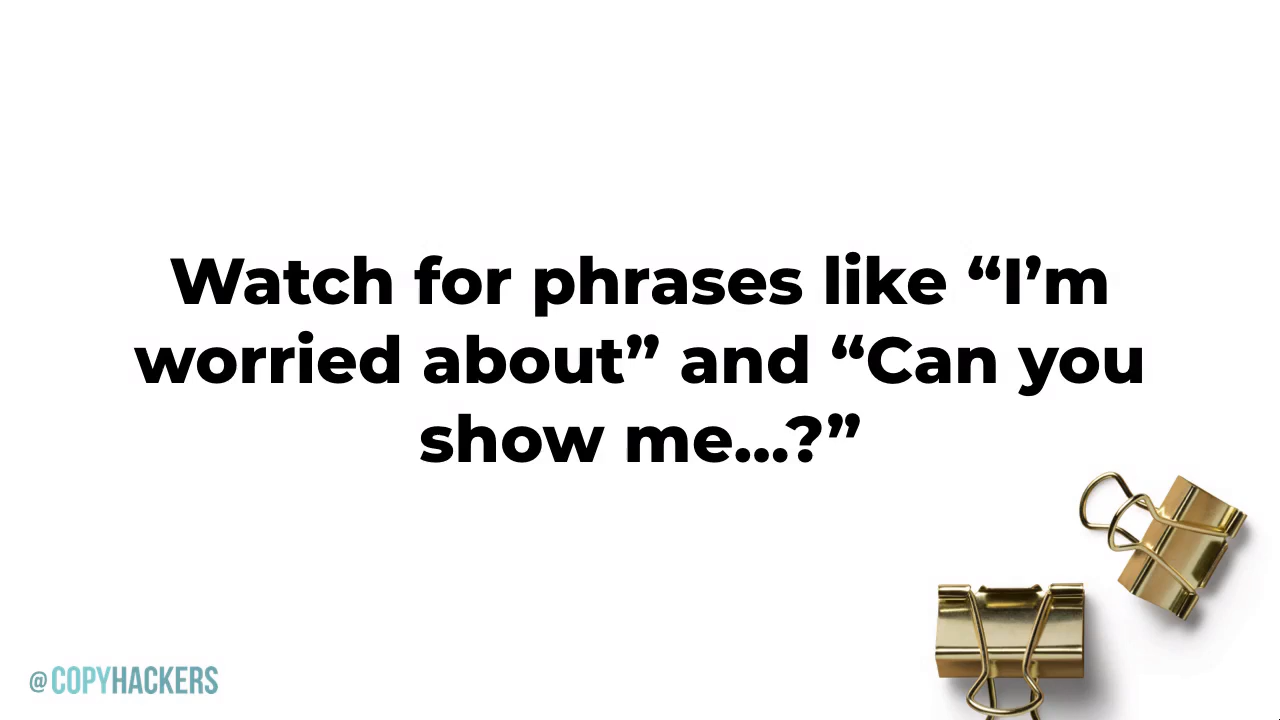 Watch for phrases like “I’m
worried about” and “Can you
show me...?”
@COPYHACKERS